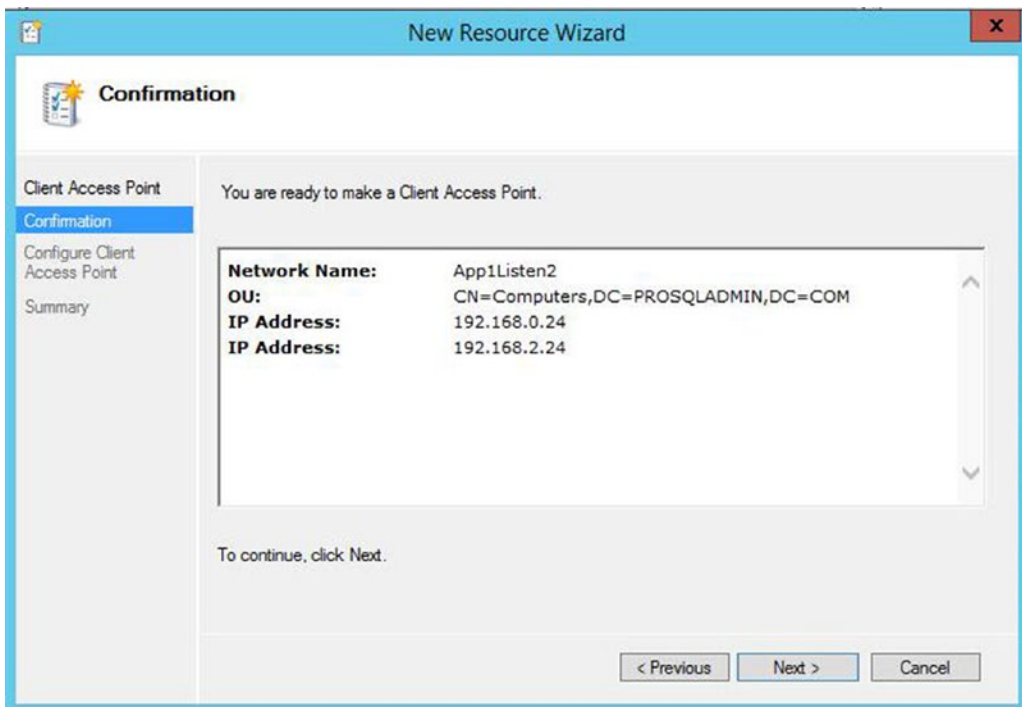 New Resource Wizard
x
Confirmation
Client Access Point
Confirmation
Configure Client
Access Point
Summary
You are ready to make a Client Access Point.
Network Name: App1Listen2
OU: CN=Computers,DC=PROSQLADMIN,DC=COM
IP Address: 192.168.0.24
IP Address: 192.168.2.24
To continue, click Next.
< Previous Next > Cancel